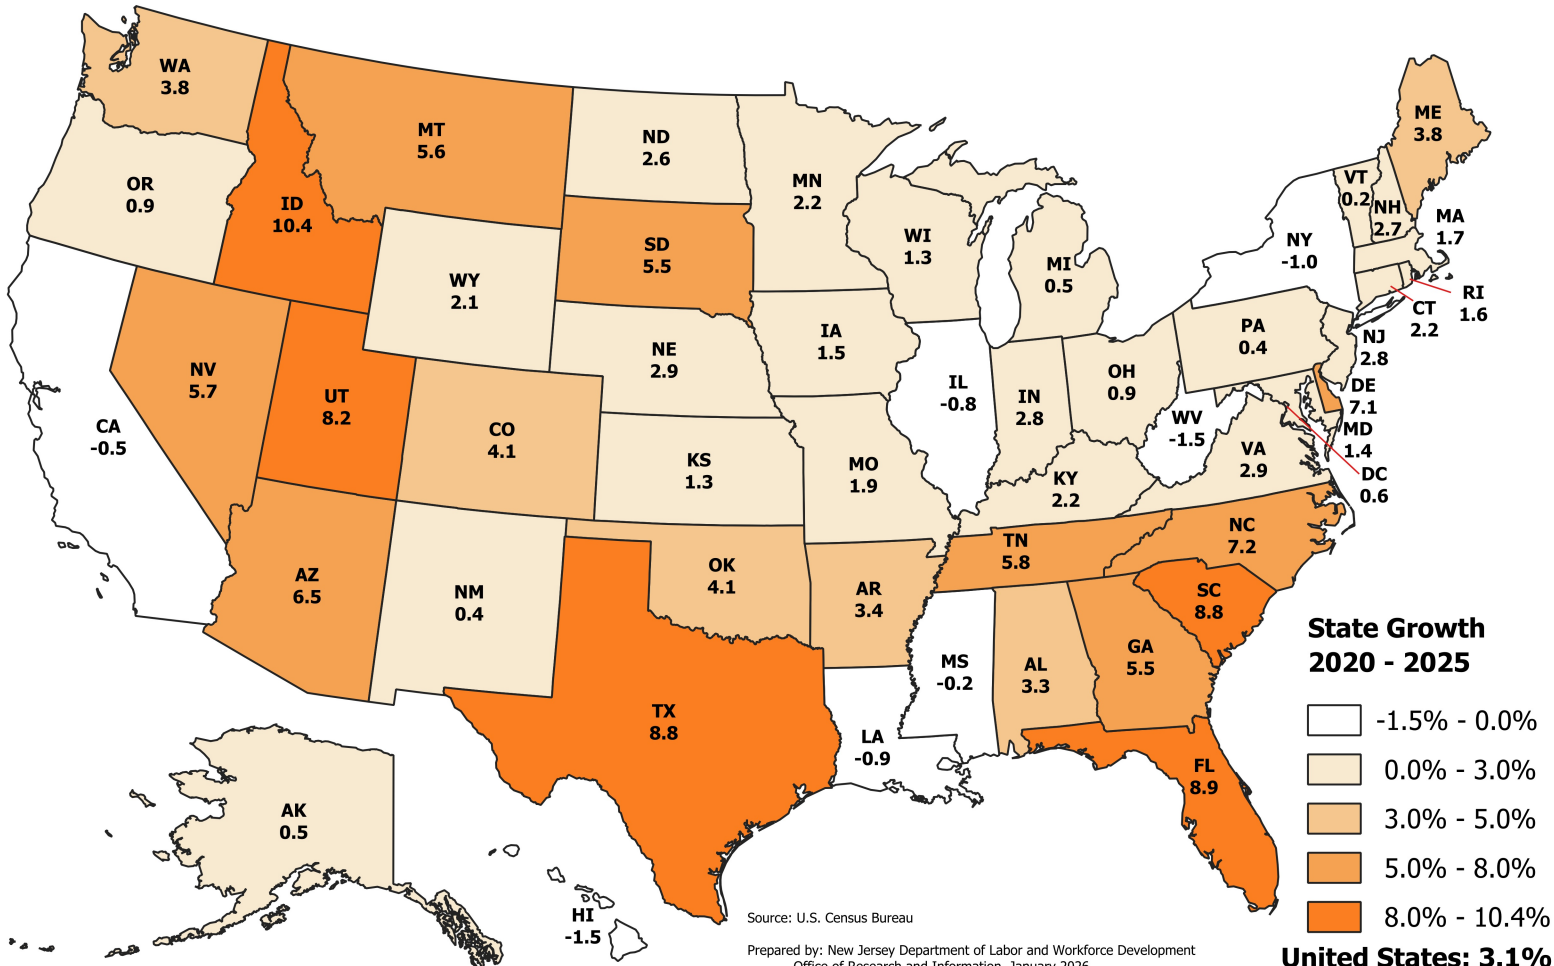 WA
3.8
OR
0.9
CA
-0.5
ID
10.4
NV
5.7
MT
5.6
WY
2.1
UT
8.2
CO
4.1
AZ
6.5
NM
0.4
ND
2.6
SD
5.5
NE
2.9
KS
1.3
OK
4.1
TX
8.8
MN
2.2
IA
1.5
MO
1.9
AR
3.4
LA
-0.9
WI
1.3
IL
-0.8
MI
0.5
IN
2.8
OH
0.9
KY
2.2
TN
5.8
MS
-0.2
AL
3.3
GA
5.5
FL
8.9
SC
8.8
NC
7.2
VA
2.9
WV
-1.5
PA
0.4
NY
-1.0
VT
0.2
NH
2.7
ME
3.8
MA
1.7
RI
1.6
CT
2.2
NJ
2.8
DE
7.1
MD
1.4
DC
0.6
AK
0.5
HI
-1.5
State Growth
2020 - 2025
-1.5% - 0.0%
0.0% - 3.0%
3.0% - 5.0%
5.0% - 8.0%
8.0% - 10.4%
United States: 3.1%
Source: U.S. Census Bureau
Prepared by: New Jersey Department of Labor and Workforce Development
Office of Research and Information, January 2026